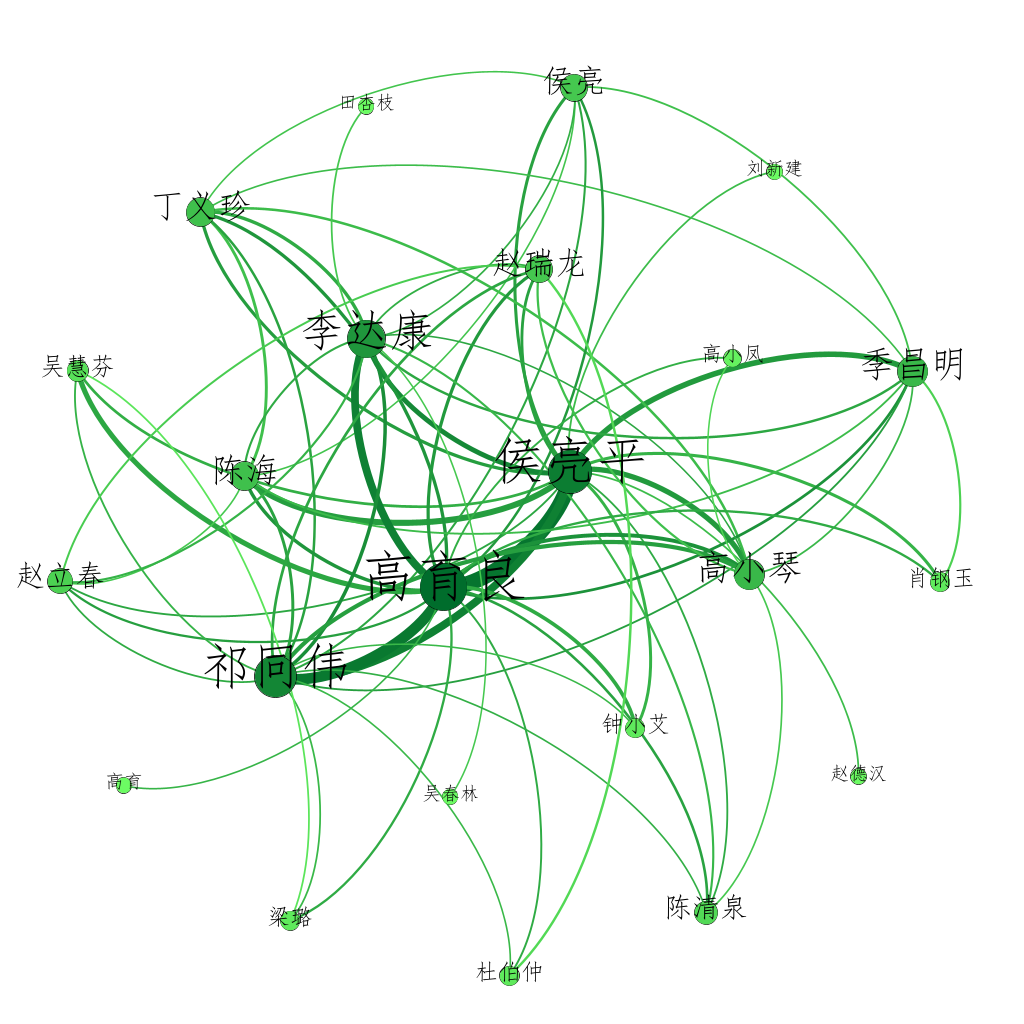 侯亮
田杏枝
刘新建
丁义珍
赵瑞龙
李达康
高小凤
季昌明
吴慧芬
侯亮平
陈海
高小琴
赵立春
高育良
肖钢玉
祁同伟
钟小艾
赵德汉
高育
吴春林
陈清泉
梁璐
杜伯仲